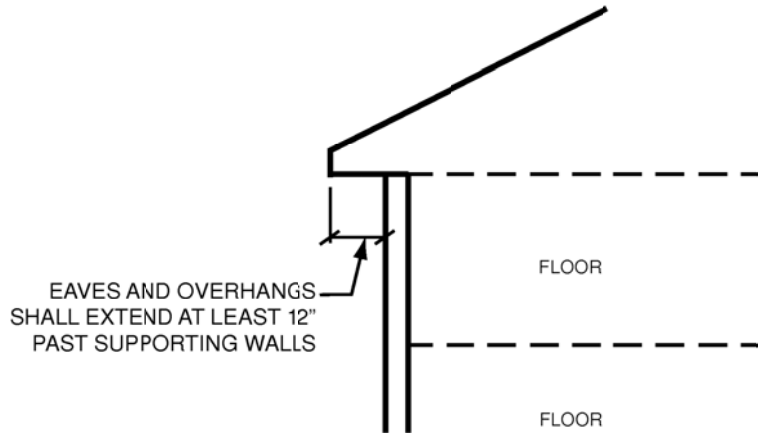 FLOOR
EAVES AND OVERHANGS
SHALL EXTEND AT LEAST 12"
PAST SUPPORTING WALLS
FLOOR